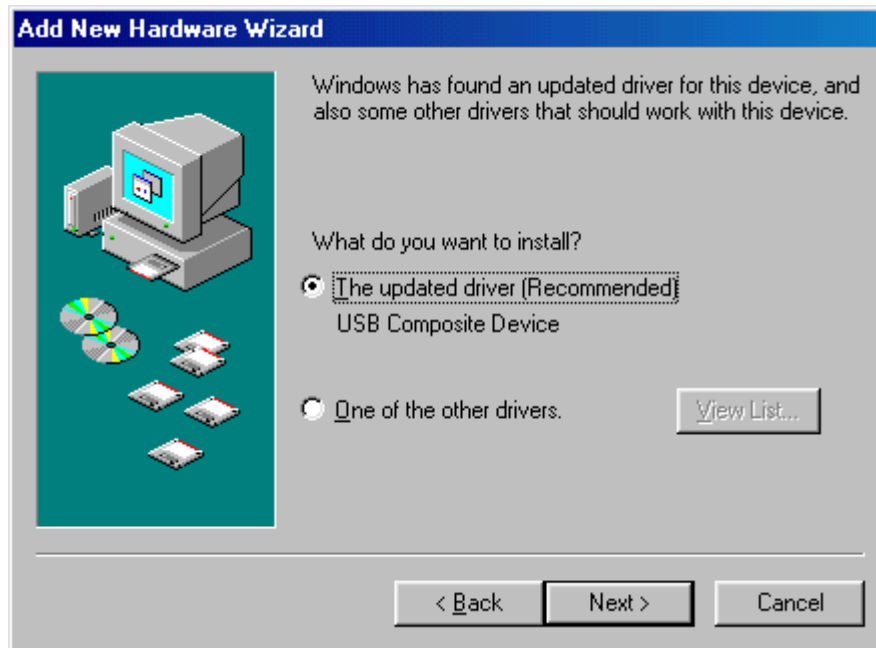 Add New Hardware Wizard
Windows has found an updated driver for this device, and
also some other drivers that should work with this device.
What do you want to install?
The updated driver (Recommended)
USB Composite Device
One of the other drivers.
View List...
< Back
Next >
Cancel